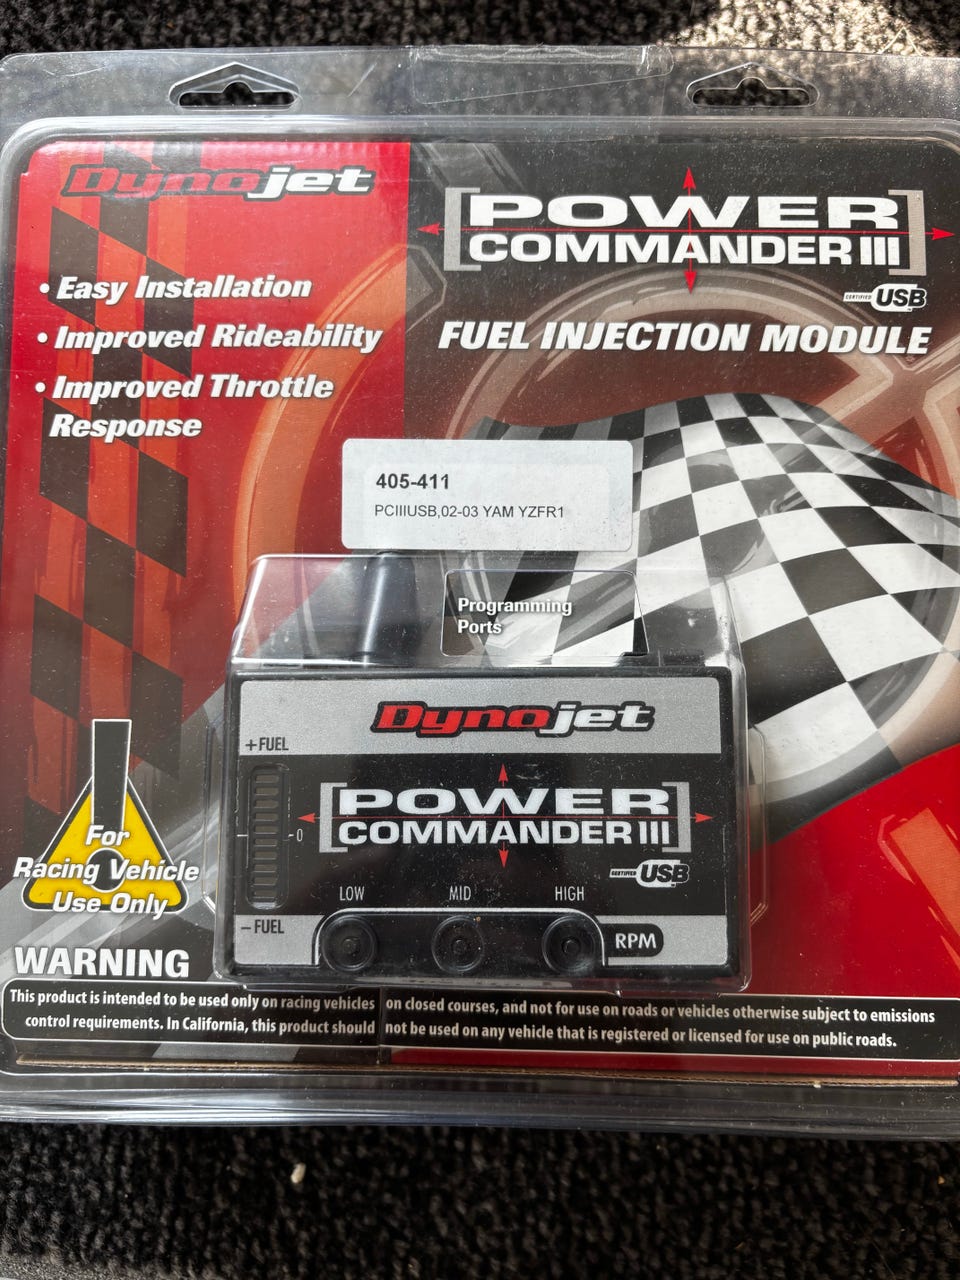 Dynojet
POWER
COMMANDER III
CERTIFIED USB
FUEL INJECTION MODULE
• Easy Installation
• Improved Rideability
• Improved Throttle
Response
405-411
PCIIIUSB,02-03 YAM YZFR1
Programming
Ports
Dynojet
+FUEL
POWER
COMMANDER III
0
CERTIFIED USB
LOW MID HIGH
−FUEL
RPM
For
Racing Vehicle
Use Only
WARNING
This product is intended to be used only on racing vehicles on closed courses, and not for use on roads or vehicles otherwise subject to emissions
control requirements. In California, this product should not be used on any vehicle that is registered or licensed for use on public roads.